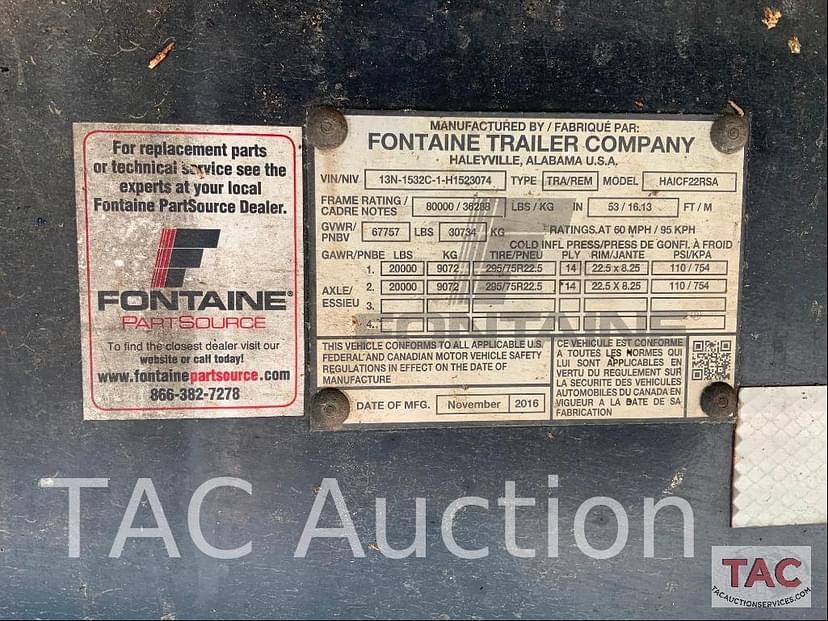 For replacement parts
or technical service see the
experts at your local
Fontaine PartSource Dealer.
FONTAINE®
PARTSOURCE
To find the closest dealer visit our
website or call today!
www.fontainepartsource.com
866-382-7278
MANUFACTURED BY / FABRIQUÉ PAR:
FONTAINE TRAILER COMPANY
HALEYVILLE, ALABAMA U.S.A.
VIN/NIV 13N-1532C-1-H1523074 TYPE TRA/REM MODEL HAICF22RSA
FRAME RATING / CADRE NOTES 80000 / 36288 LBS / KG IN 53 / 16.13 FT / M
GVWR/ PNBV 67757 LBS 30734 KG RATINGS.AT 60 MPH / 95 KPH
COLD INFL PRESS/PRESS DE GONFL. À FROID
GAWR/PNBE LBS KG TIRE/PNEU PLY RIM/JANTE PSI/KPA
1. 20000 9072 295/75R22.5 14 22.5 x 8.25 110 / 754
AXLE/ ESSIEU 2. 20000 9072 295/75R22.5 14 22.5 X 8.25 110 / 754
3.
4.
FONTAINE
THIS VEHICLE CONFORMS TO ALL APPLICABLE U.S.
FEDERAL AND CANADIAN MOTOR VEHICLE SAFETY
REGULATIONS IN EFFECT ON THE DATE OF
MANUFACTURE
DATE OF MFG. November 2016
CE VEHICULE EST CONFORME
A TOUTES LES NORMES QUI
LUI SONT APPLICABLES EN
VERTU DU REGULEMENT SUR
LA SECURITE DES VEHICULES
AUTOMOBILES DU CANADA EN
VIGUEUR A LA DATE DE SA
FABRICATION
TAC Auction
TAC
TACAUCTIONSERVICES.COM